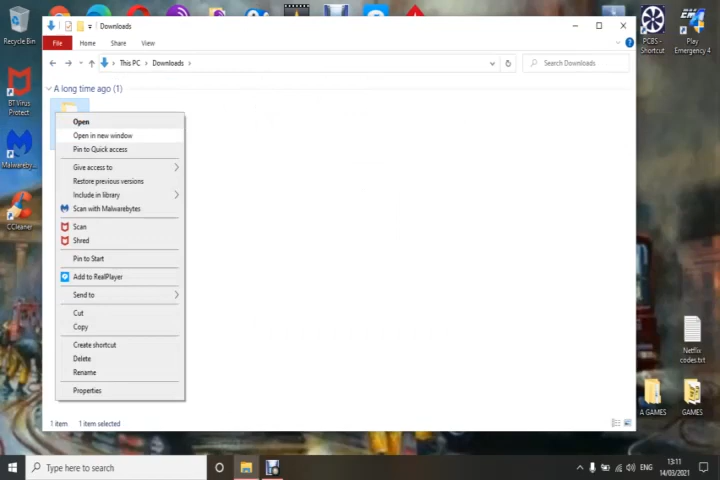 Downloads
File
Home
Share
View
This PC
Downloads
Search Downloads
A long time ago (1)
Open
Open in new window
Pin to Quick access
Give access to
Restore previous versions
Include in library
Scan with Malwarebytes
Scan
Shred
Pin to Start
Add to RealPlayer
Send to
Cut
Copy
Create shortcut
Delete
Rename
Properties
1 item
1 item selected
Recycle Bin
BT Virus
Protect
Malwareby...
CCleaner
PCBS -
Shortcut
EM4
Play
Emergency 4
Netflix
codes.txt
A GAMES
GAMES
Type here to search
ENG
13:11
14/03/2021